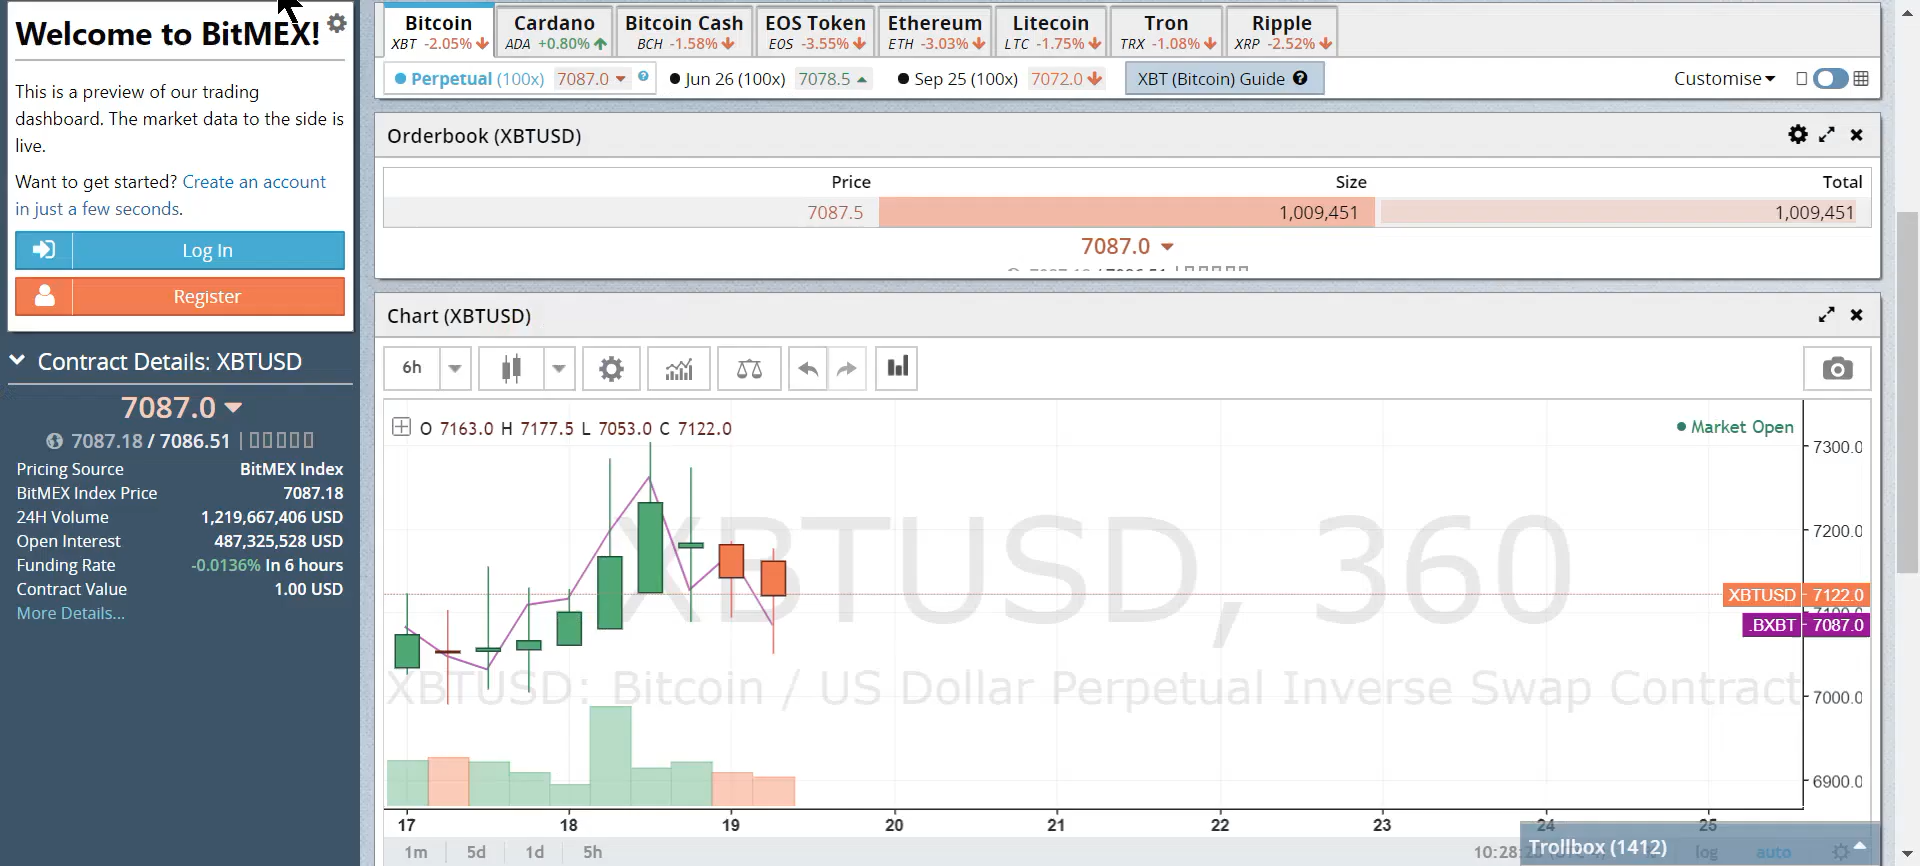 Welcome to BitMEX!
This is a preview of our trading
dashboard. The market data to the side is
live.
Want to get started? Create an account
in just a few seconds.
Log In
Register
Contract Details: XBTUSD
7087.0
7087.18 / 7086.51
Pricing Source BitMEX Index
BitMEX Index Price 7087.18
24H Volume 1,219,667,406 USD
Open Interest 487,325,528 USD
Funding Rate -0.0136% In 6 hours
Contract Value 1.00 USD
More Details...
Bitcoin Cardano Bitcoin Cash EOS Token Ethereum Litecoin Tron Ripple
XBT -2.05% ADA +0.80% BCH -1.58% EOS -3.55% ETH -3.03% LTC -1.75% TRX -1.08% XRP -2.52%
Perpetual (100x) 7087.0 Jun 26 (100x) 7078.5 Sep 25 (100x) 7072.0 XBT (Bitcoin) Guide Customise
Orderbook (XBTUSD)
Price Size Total
7087.5 1,009,451 1,009,451
7087.0
Chart (XBTUSD)
6h
O 7163.0 H 7177.5 L 7053.0 C 7122.0
Market Open
7300.0
7200.0
XBTUSD, 360
XBTUSD 7122.0
.BXBT 7087.0
XBTUSD: Bitcoin / US Dollar Perpetual Inverse Swap Contract
7000.0
6900.0
17 18 19 20 21 22 23 24 25
1m 5d 1d 5h
Trollbox (1412)
log auto